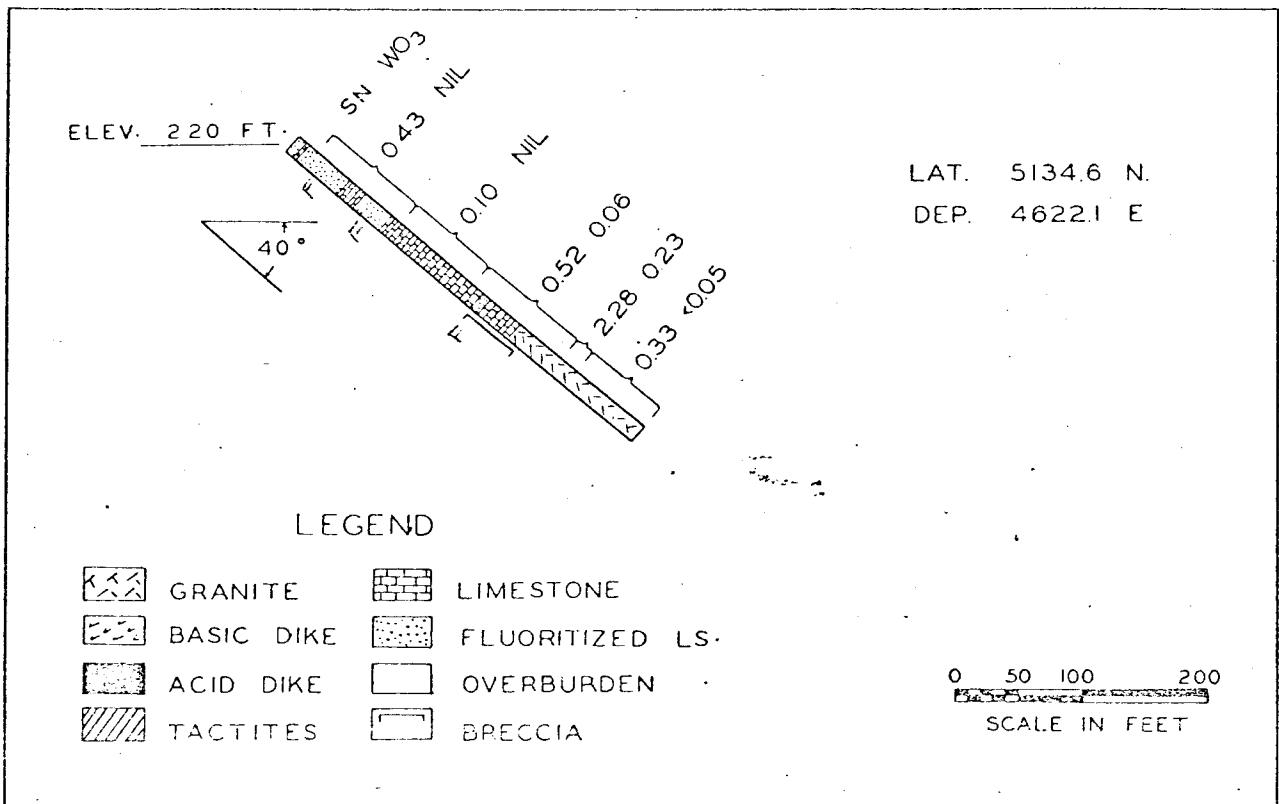 SN WO3
0.43 NIL
0.10 NIL
0.52 0.06
2.28 0.23
0.33 <0.05
ELEV. 220 FT.
F
F
F
40°
LAT. 5134.6 N.
DEP. 4622.1 E
LEGEND
GRANITE
BASIC DIKE
ACID DIKE
TACTITES
LIMESTONE
FLUORITIZED LS.
OVERBURDEN
BRECCIA
0 50 100 200
SCALE IN FEET